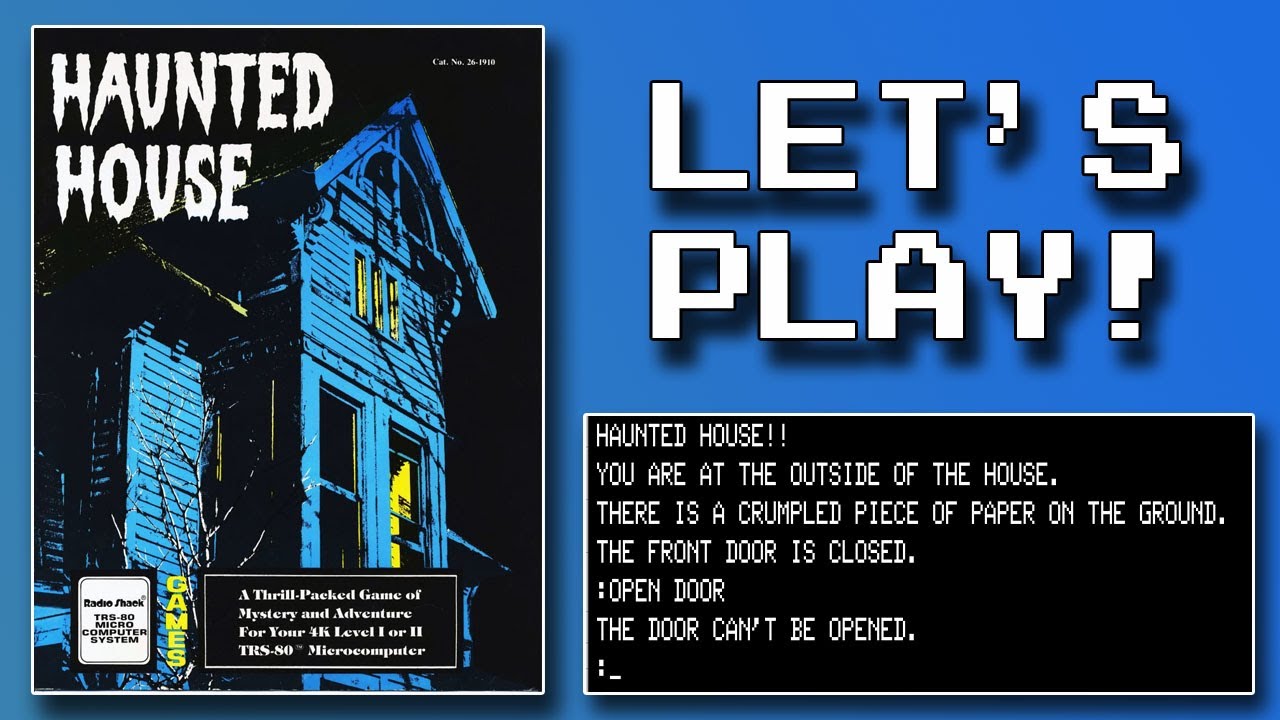 HAUNTED
HOUSE
Cat. No. 26-1910
Radio Shack®
TRS-80
MICRO
COMPUTER
SYSTEM
GAMES
A Thrill-Packed Game of
Mystery and Adventure
For Your 4K Level I or II
TRS-80™ Microcomputer
LET'S
PLAY!
HAUNTED HOUSE!!
YOU ARE AT THE OUTSIDE OF THE HOUSE.
THERE IS A CRUMPLED PIECE OF PAPER ON THE GROUND.
THE FRONT DOOR IS CLOSED.
:OPEN DOOR
THE DOOR CAN'T BE OPENED.
:_